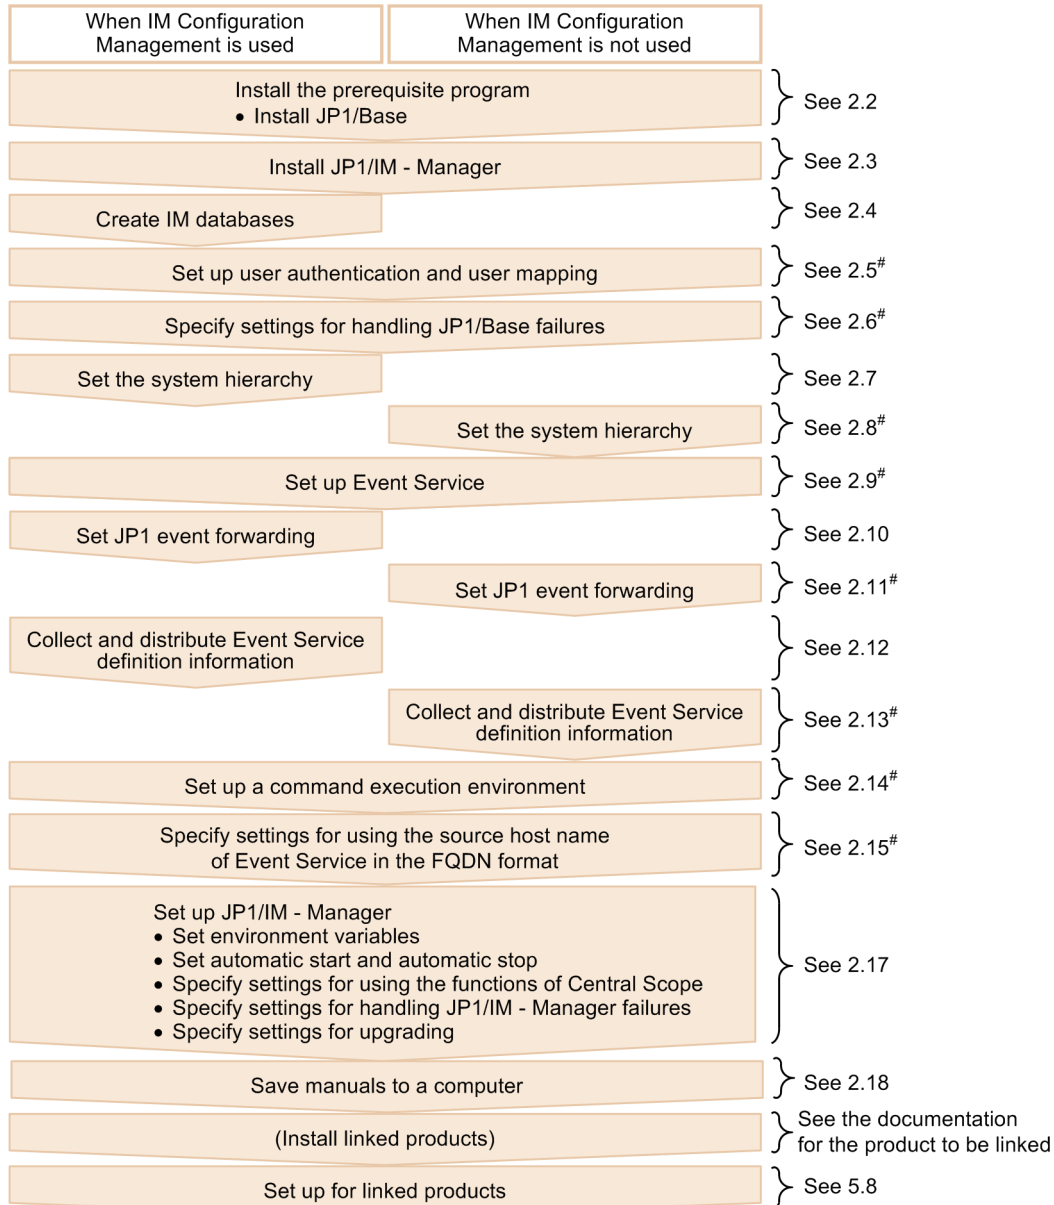 When IM Configuration
Management is used
When IM Configuration
Management is not used
Install the prerequisite program
• Install JP1/Base
See 2.2
Install JP1/IM - Manager
See 2.3
Create IM databases
See 2.4
Set up user authentication and user mapping
See 2.5#
Specify settings for handling JP1/Base failures
See 2.6#
Set the system hierarchy
See 2.7
Set the system hierarchy
See 2.8#
Set up Event Service
See 2.9#
Set JP1 event forwarding
See 2.10
Set JP1 event forwarding
See 2.11#
Collect and distribute Event Service
definition information
See 2.12
Collect and distribute Event Service
definition information
See 2.13#
Set up a command execution environment
See 2.14#
Specify settings for using the source host name
of Event Service in the FQDN format
See 2.15#
Set up JP1/IM - Manager
• Set environment variables
• Set automatic start and automatic stop
• Specify settings for using the functions of Central Scope
• Specify settings for handling JP1/IM - Manager failures
• Specify settings for upgrading
See 2.17
Save manuals to a computer
See 2.18
(Install linked products)
See the documentation
for the product to be linked
Set up for linked products
See 5.8